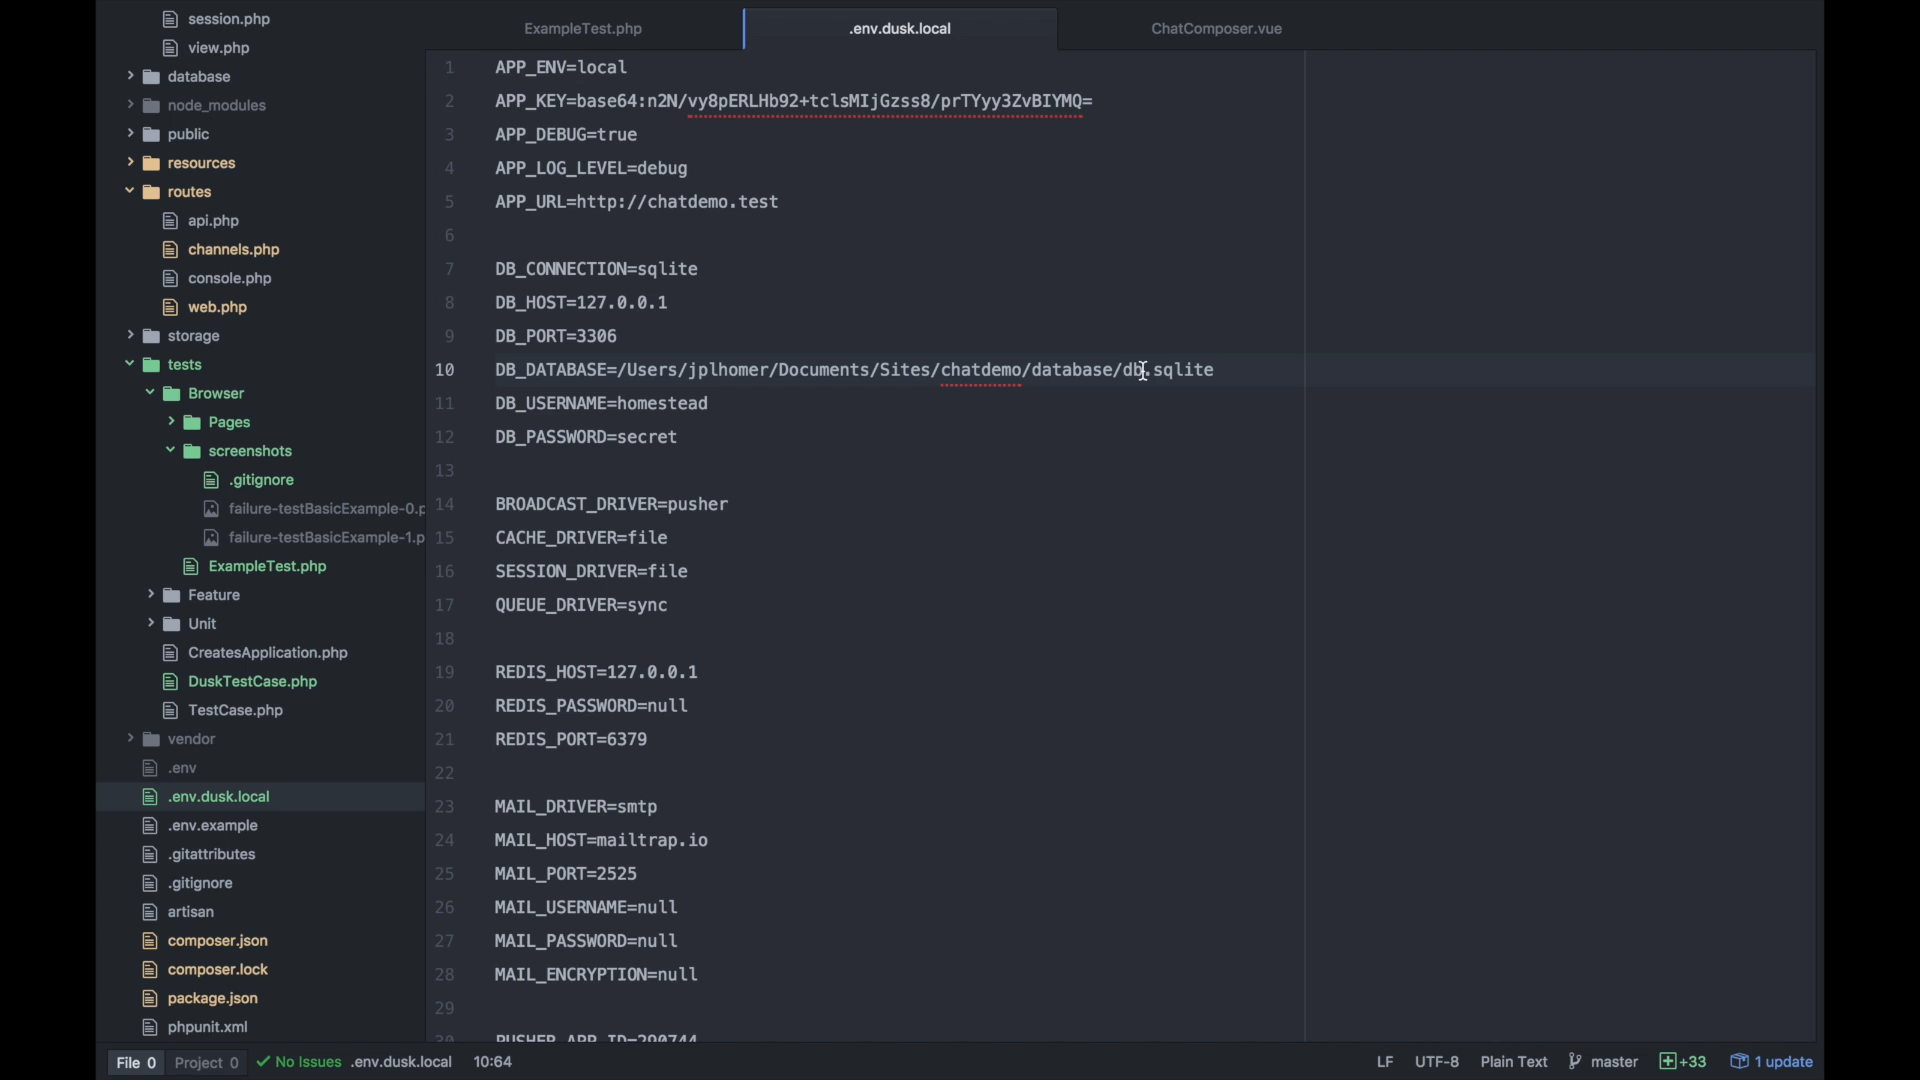 session.php
view.php
database
node_modules
public
resources
routes
api.php
channels.php
console.php
web.php
storage
tests
Browser
Pages
screenshots
.gitignore
failure-testBasicExample-0.p
failure-testBasicExample-1.p
ExampleTest.php
Feature
Unit
CreatesApplication.php
DuskTestCase.php
TestCase.php
vendor
.env
.env.dusk.local
.env.example
.gitattributes
.gitignore
artisan
composer.json
composer.lock
package.json
phpunit.xml
ExampleTest.php
.env.dusk.local
ChatComposer.vue
1 APP_ENV=local
2 APP_KEY=base64:n2N/vy8pERLHb92+tclsMIjGzss8/prTYyy3ZvBIYMQ=
3 APP_DEBUG=true
4 APP_LOG_LEVEL=debug
5 APP_URL=http://chatdemo.test
6
7 DB_CONNECTION=sqlite
8 DB_HOST=127.0.0.1
9 DB_PORT=3306
10 DB_DATABASE=/Users/jplhomer/Documents/Sites/chatdemo/database/db.sqlite
11 DB_USERNAME=homestead
12 DB_PASSWORD=secret
13
14 BROADCAST_DRIVER=pusher
15 CACHE_DRIVER=file
16 SESSION_DRIVER=file
17 QUEUE_DRIVER=sync
18
19 REDIS_HOST=127.0.0.1
20 REDIS_PASSWORD=null
21 REDIS_PORT=6379
22
23 MAIL_DRIVER=smtp
24 MAIL_HOST=mailtrap.io
25 MAIL_PORT=2525
26 MAIL_USERNAME=null
27 MAIL_PASSWORD=null
28 MAIL_ENCRYPTION=null
29
30 PUSHER_APP_ID=290744
File 0 Project 0 No Issues .env.dusk.local 10:64 LF UTF-8 Plain Text master +33 1 update